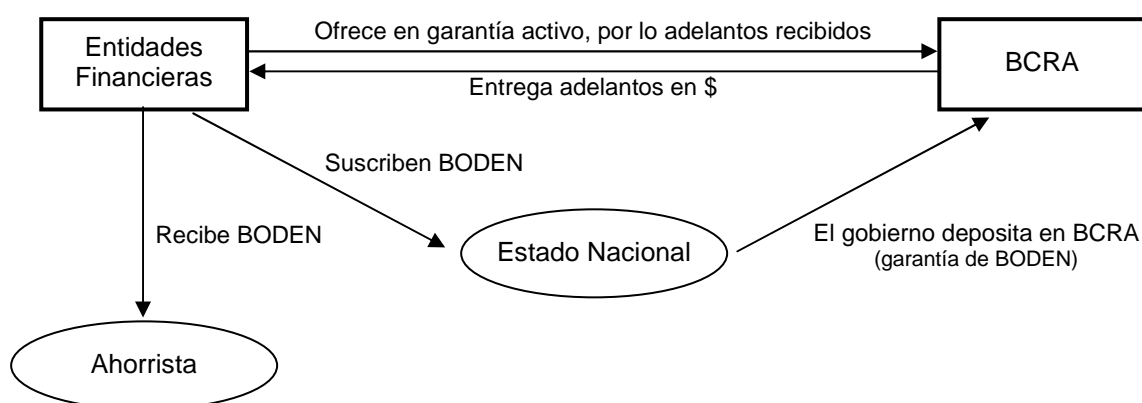 Ofrece en garantía activo, por lo adelantos recibidos
Entidades
Financieras
BCRA
Entrega adelantos en $
Suscriben BODEN
Recibe BODEN
Estado Nacional
El gobierno deposita en BCRA
(garantía de BODEN)
Ahorrista